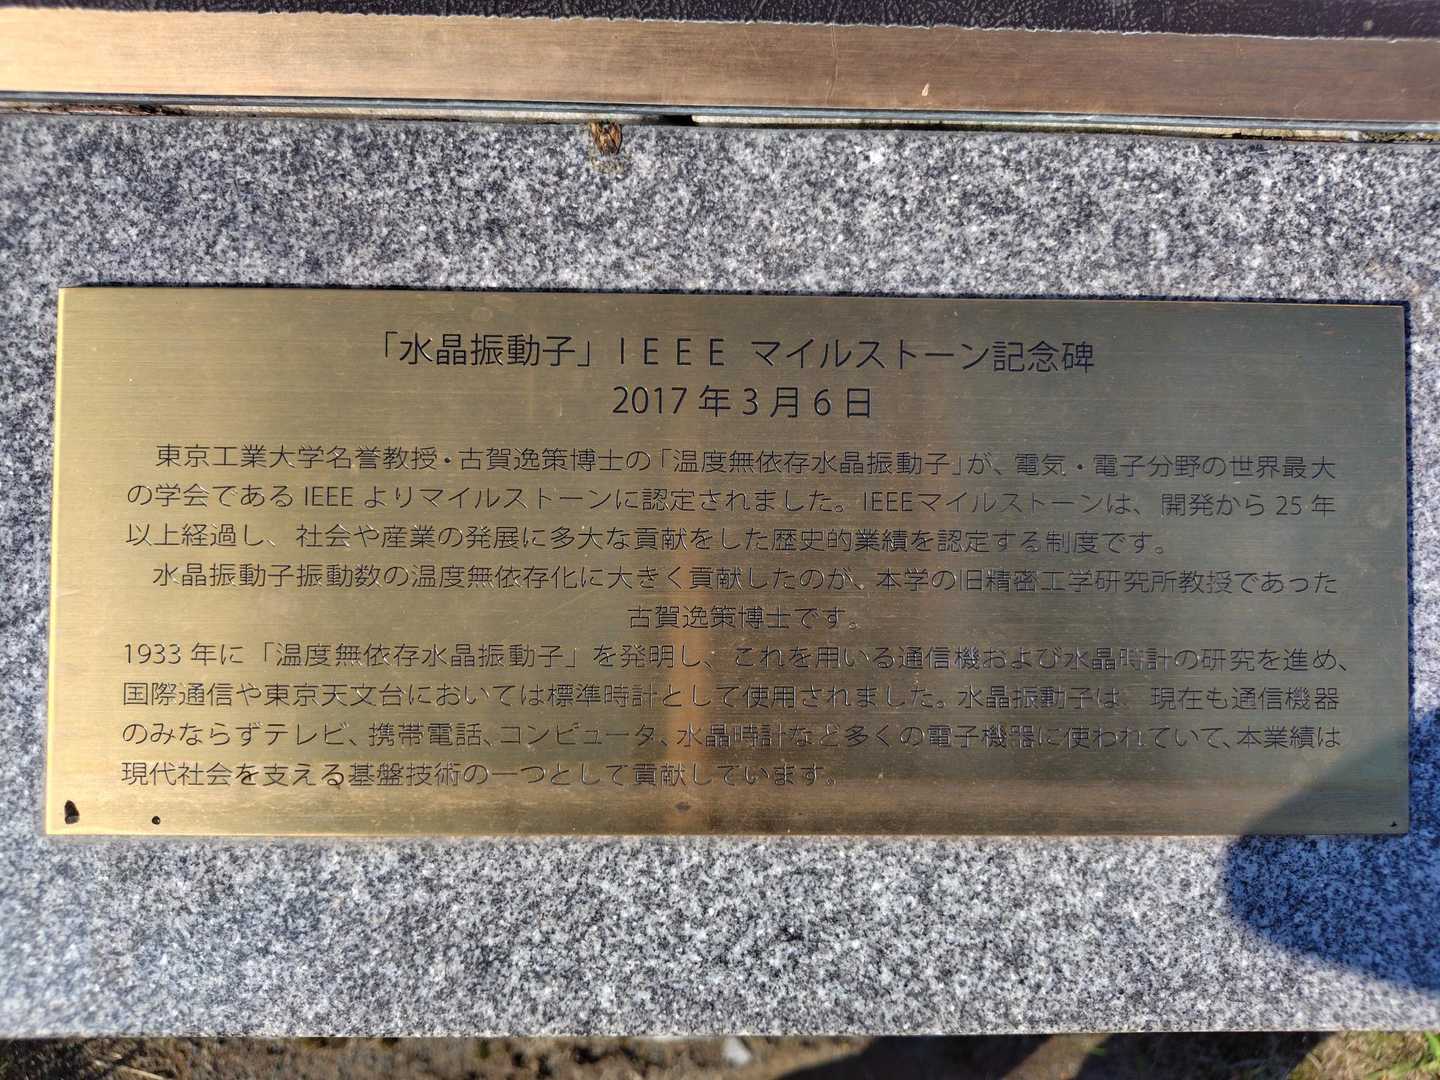 「水晶振動子」IEEE マイルストーン記念碑
2017年3月6日
東京工業大学名誉教授・古賀逸策博士の「温度無依存水晶振動子」が、電気・電子分野の世界最大
の学会である IEEE よりマイルストーンに認定されました。IEEEマイルストーンは、開発から 25 年
以上経過し、社会や産業の発展に多大な貢献をした歴史的業績を認定する制度です。
水晶振動子振動数の温度無依存化に大きく貢献したのが、本学の旧精密工学研究所教授であった
古賀逸策博士です。
1933 年に「温度無依存水晶振動子」を発明し、これを用いる通信機および水晶時計の研究を進め、
国際通信や東京天文台においては標準時計として使用されました。水晶振動子は、現在も通信機器
のみならずテレビ、携帯電話、コンピュータ、水晶時計など多くの電子機器に使われていて、本業績は
現代社会を支える基盤技術の一つとして貢献しています。